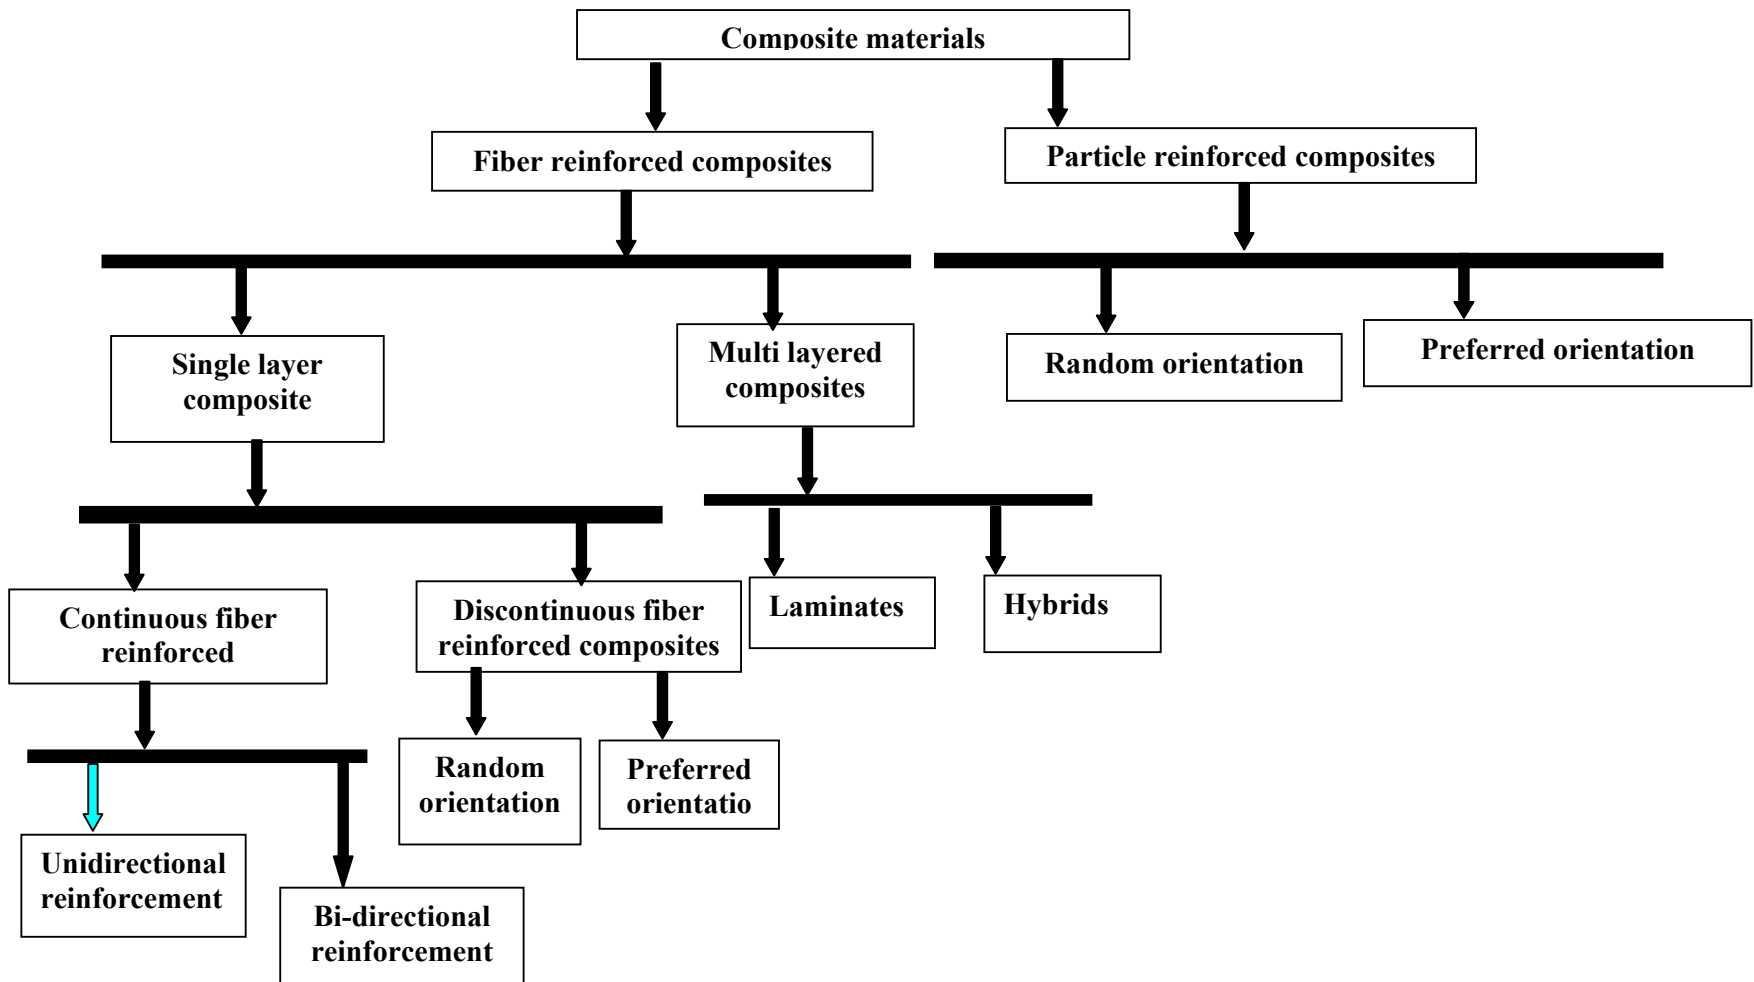 Composite materials
Fiber reinforced composites
Particle reinforced composites
Single layer
composite
Multi layered
composites
Random orientation
Preferred orientation
Continuous fiber
reinforced
Discontinuous fiber
reinforced composites
Laminates
Hybrids
Random
orientation
Preferred
orientatio
Unidirectional
reinforcement
Bi-directional
reinforcement